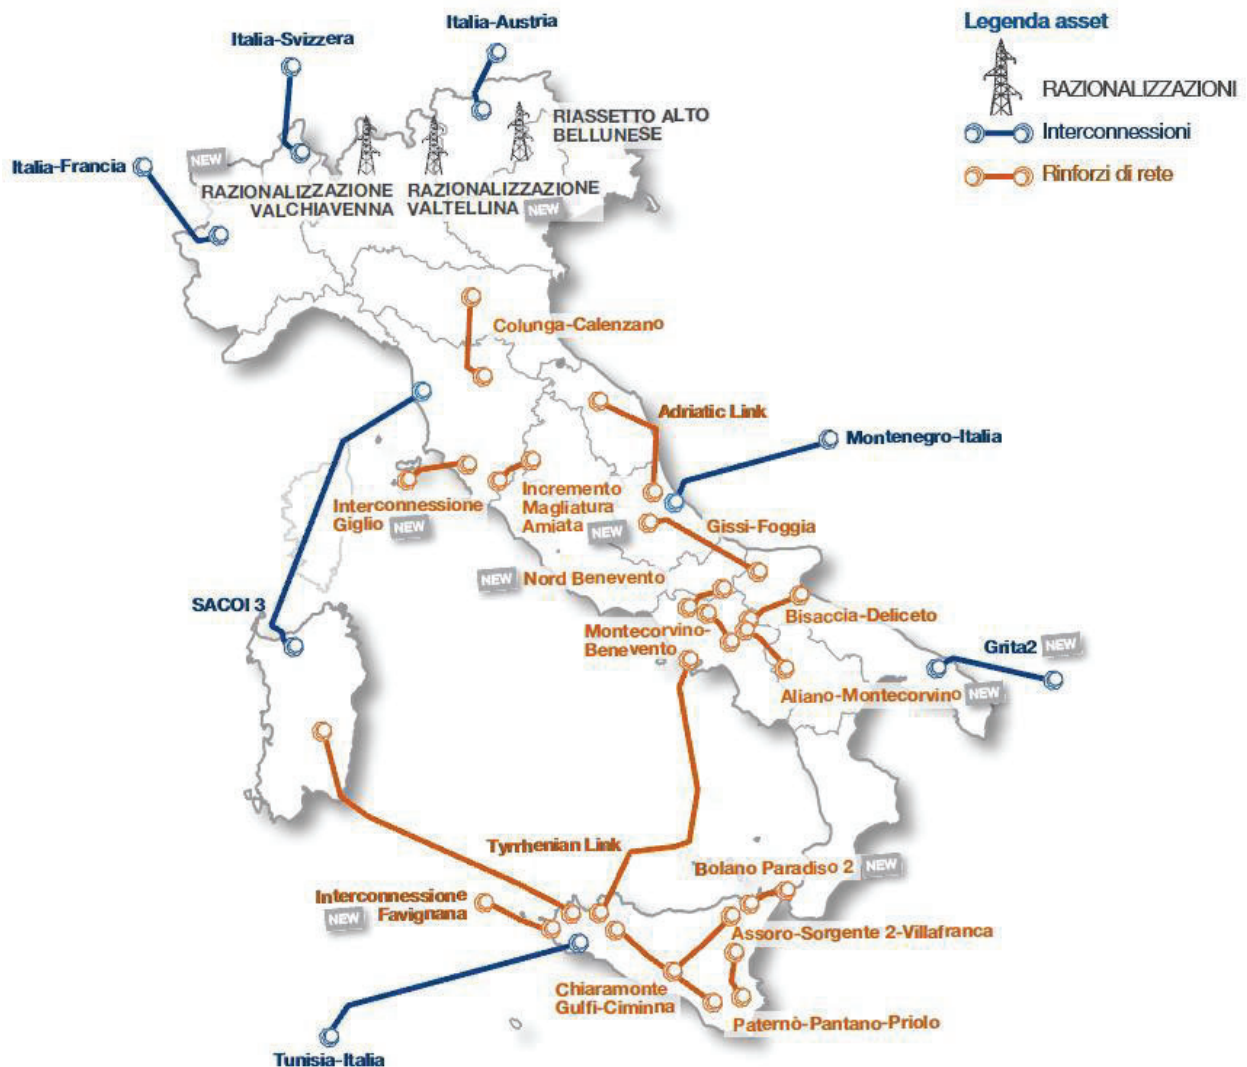 Italia-Austria
Italia-Svizzera
Legenda asset
RAZIONALIZZAZIONI
Interconnessioni
Rinforzi di rete
RIASSETTO ALTO
BELLUNESE
Italia-Francia
NEW
RAZIONALIZZAZIONE
VALCHIAVENNA
RAZIONALIZZAZIONE
VALTELLINA NEW
Colunga-Calenzano
Adriatic Link
Montenegro-Italia
Interconnessione
Giglio NEW
Incremento
Magliatura
Amiata NEW
Gissi-Foggia
NEW Nord Benevento
SACOI 3
Bisaccia-Deliceto
Montecorvino-
Benevento
Grita2 NEW
Aliano-Montecorvino NEW
Tyrrhenian Link
Bolano Paradiso 2 NEW
Interconnessione
NEW Favignana
Assoro-Sorgente 2-Villafranca
Chiaramonte
Gulfi-Ciminna
Paternò-Pantano-Priolo
Tunisia-Italia